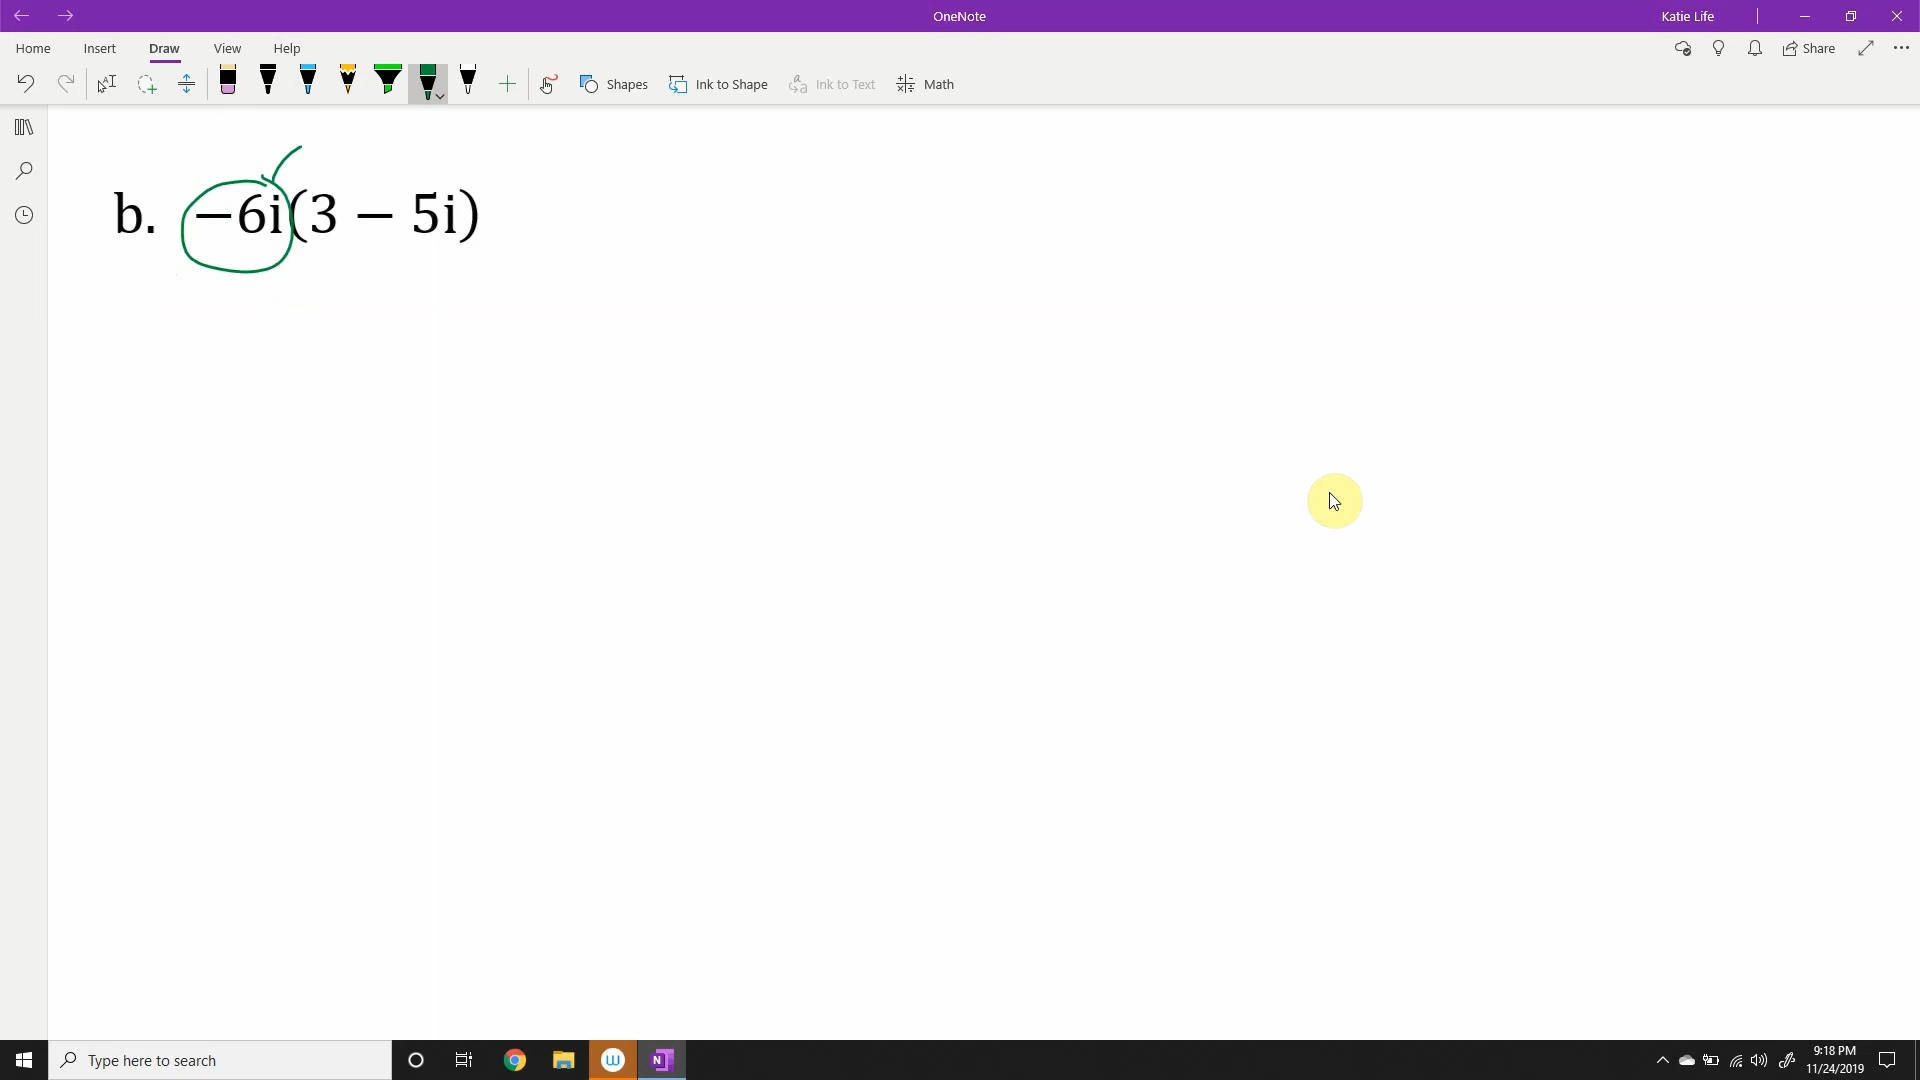 OneNote
Katie Life
Home Insert Draw View Help
Share
Shapes Ink to Shape Ink to Text Math
b. −6i(3 − 5i)
Type here to search
9:18 PM
11/24/2019